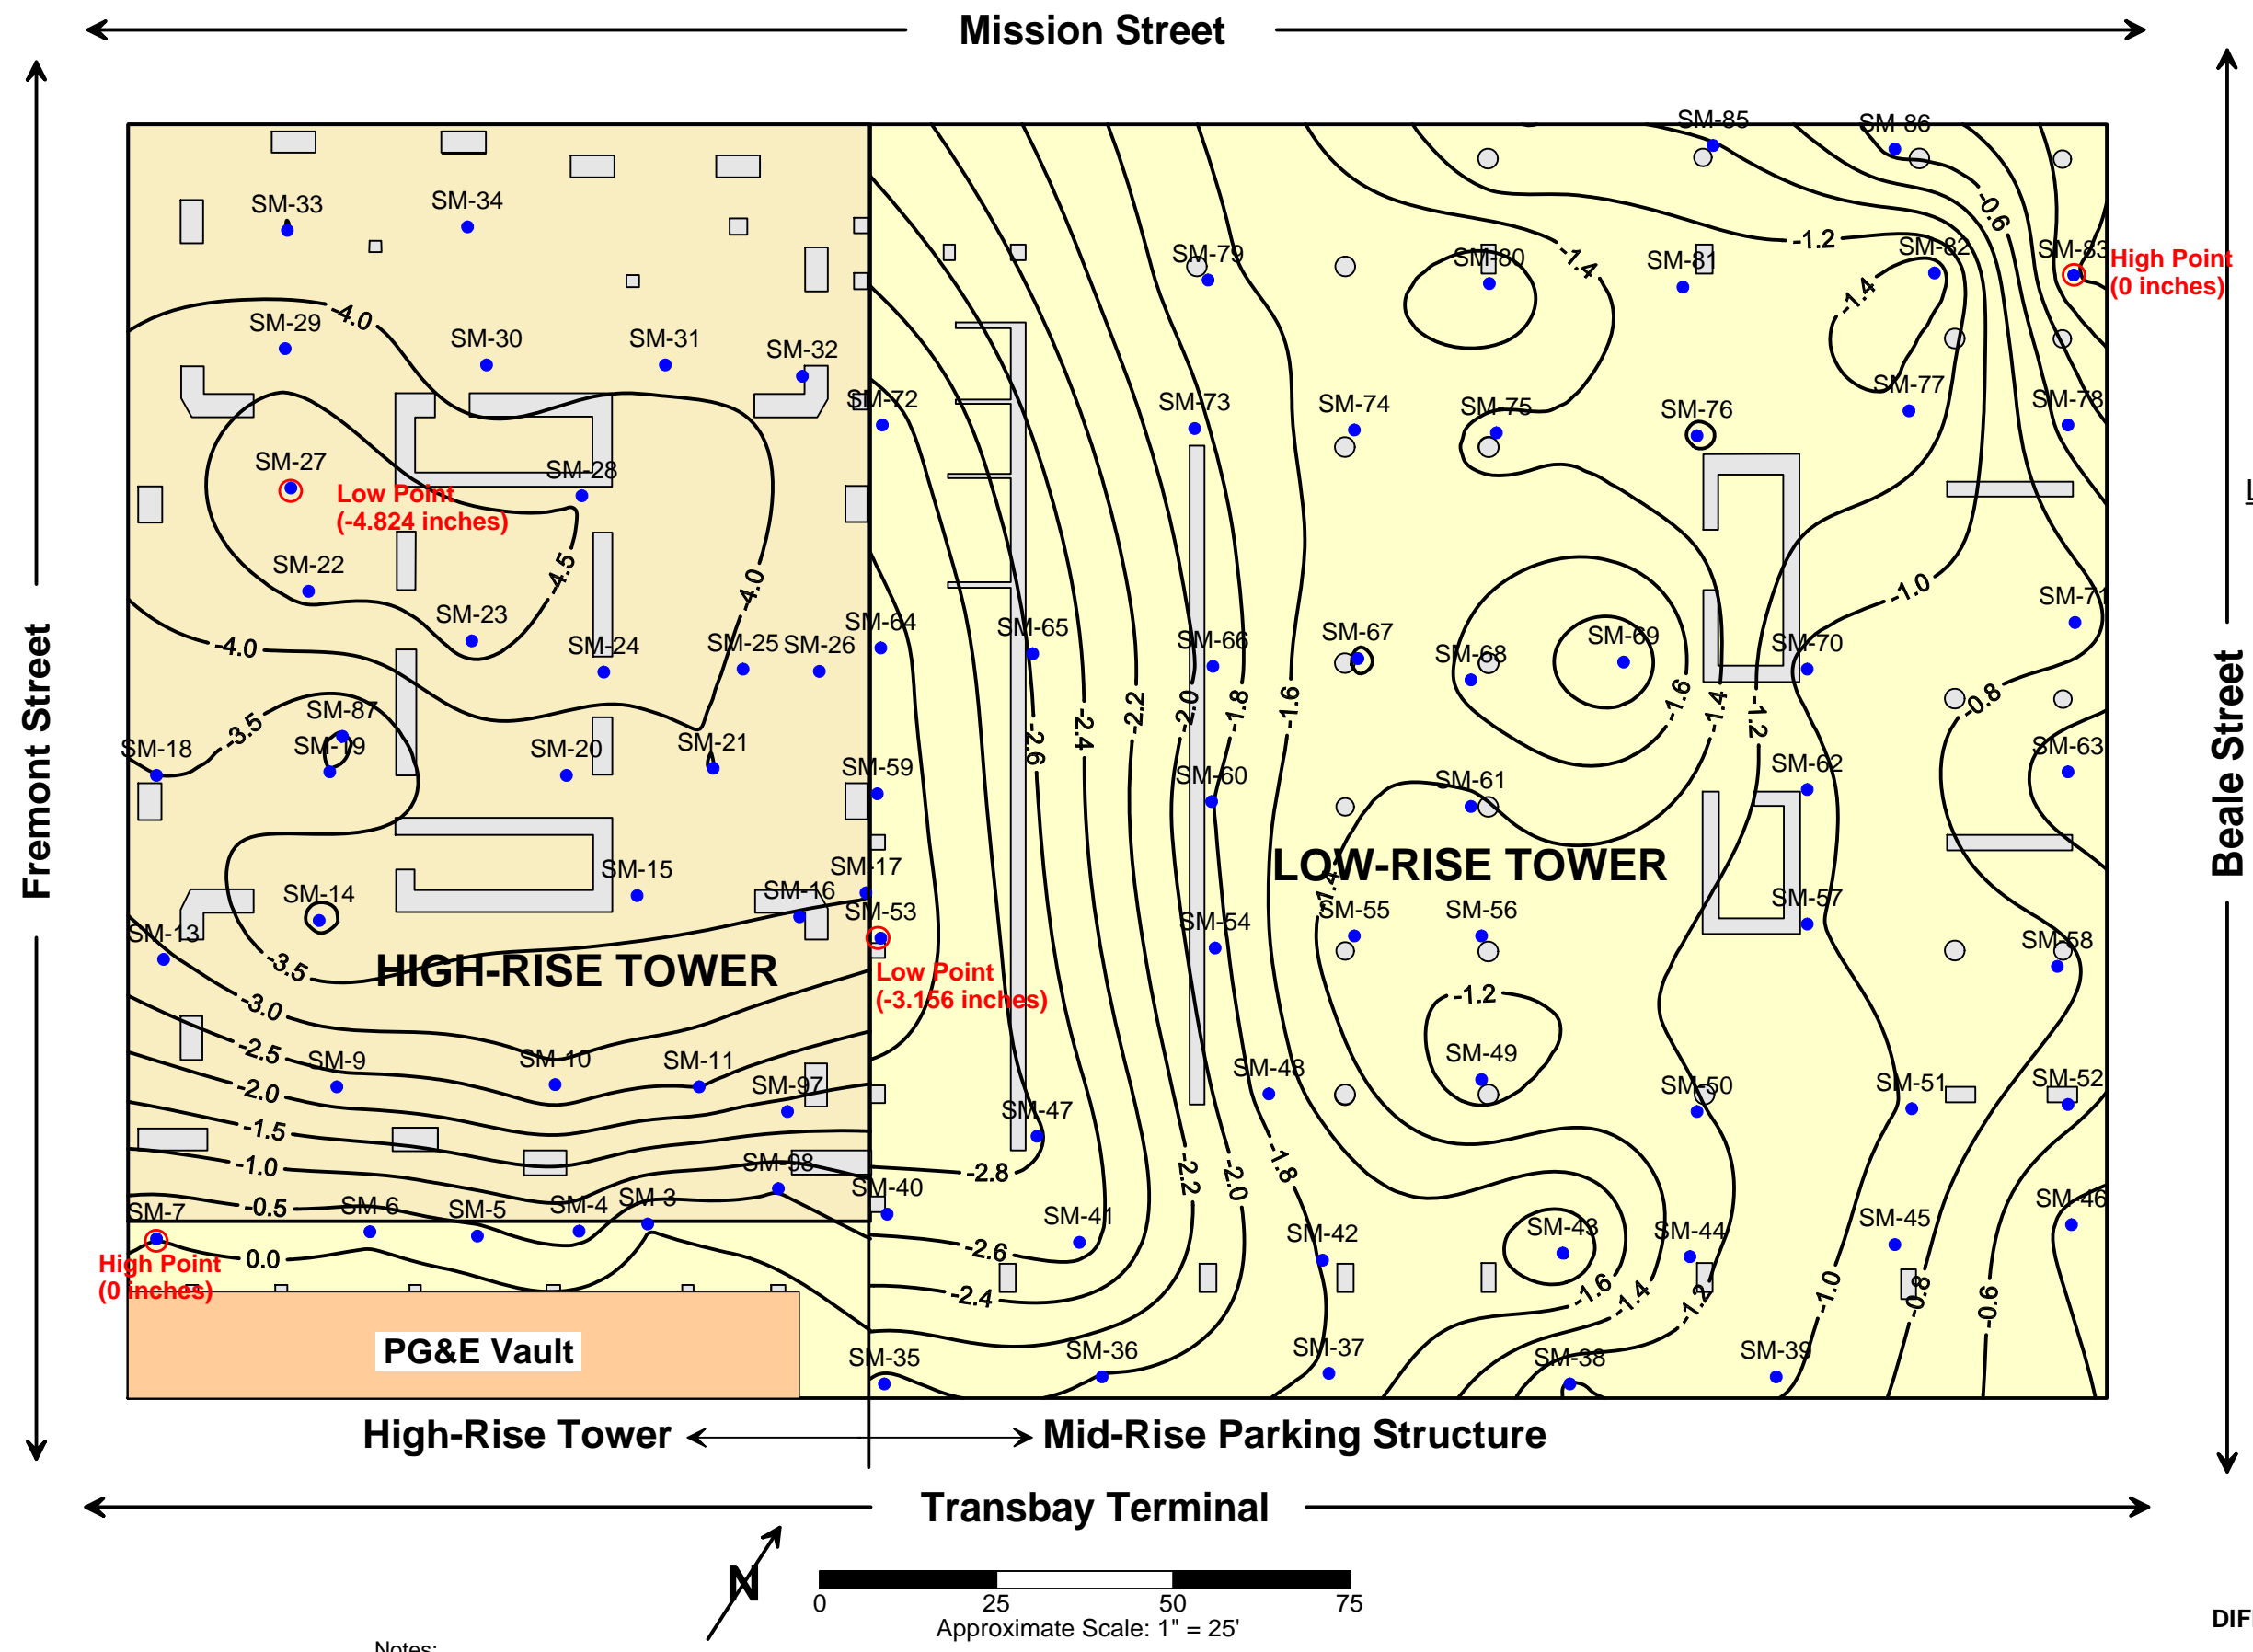 Mission Street
SM-85
SM-86
SM-33
SM-34
-0.6
-1.2
SM-79
SM-80
-1.4
SM-81
SM-82
SM-83
High Point
(0 inches)
-1.4
-4.0
SM-29
SM-30
SM-31
SM-32
SM-72
SM-73
SM-74
SM-75
SM-76
SM-77
SM-78
SM-27
SM-28
Low Point
(-4.824 inches)
SM-22
-4.5
-4.0
SM-23
-1.0
SM-71
-4.0
SM-24
SM-25
SM-26
SM-64
SM-65
SM-66
SM-67
SM-68
SM-69
SM-70
SM-87
-3.5
SM-18
SM-19
SM-20
SM-21
-2.6
-2.4
-2.2
-2.0
-1.8
-1.6
-1.6
-1.4
-1.2
-0.8
SM-63
SM-59
SM-60
SM-61
SM-62
Fremont Street
Beale Street
LOW-RISE TOWER
SM-15
SM-16
SM-17
SM-14
SM-53
-1.4
SM-54
SM-55
SM-56
SM-57
SM-58
SM-13
-3.5
HIGH-RISE TOWER
Low Point
(-3.156 inches)
-1.2
-3.0
-2.5
SM-9
SM-10
SM-11
SM-97
SM-48
SM-49
SM-50
SM-51
SM-52
-2.0
SM-47
-1.5
-1.0
SM-98
-2.8
-2.2
-2.0
-1.8
SM-40
-0.5
SM-7
SM-6
SM-5
SM-4
SM-3
SM-41
SM-42
SM-43
SM-44
SM-45
SM-46
High Point
(0 inches)
0.0
-2.6
-2.4
-1.6
-1.4
-1.2
-1.0
-0.8
-0.6
PG&E Vault
SM-35
SM-36
SM-37
SM-38
SM-39
High-Rise Tower
Mid-Rise Parking Structure
Transbay Terminal
N
0 25 50 75
Approximate Scale: 1" = 25'
Notes: